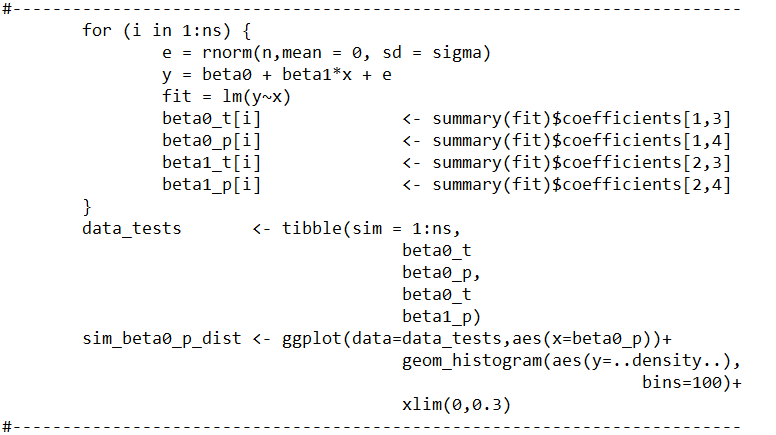 #-------------------------------------------------------------------------
for (i in 1:ns) {
e = rnorm(n,mean = 0, sd = sigma)
y = beta0 + beta1*x + e
fit = lm(y~x)
beta0_t[i] <- summary(fit)$coefficients[1,3]
beta0_p[i] <- summary(fit)$coefficients[1,4]
beta1_t[i] <- summary(fit)$coefficients[2,3]
beta1_p[i] <- summary(fit)$coefficients[2,4]
}
data_tests <- tibble(sim = 1:ns,
beta0_t
beta0_p,
beta0_t
beta1_p)
sim_beta0_p_dist <- ggplot(data=data_tests,aes(x=beta0_p))+
geom_histogram(aes(y=..density..),
bins=100)+
xlim(0,0.3)
#-------------------------------------------------------------------------